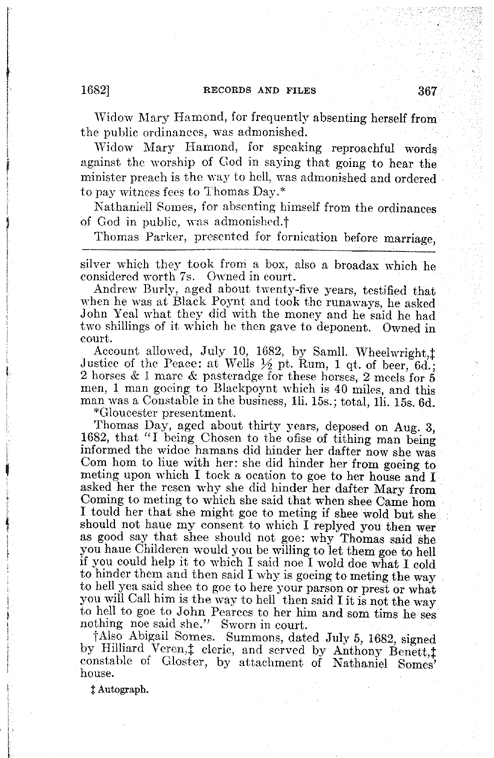 1682] RECORDS AND FILES 367
Widow Mary Hamond, for frequently absenting herself from
the public ordinances, was admonished.
Widow Mary Hamond, for speaking reproachful words
against the worship of God in saying that going to hear the
minister preach is the way to hell, was admonished and ordered
to pay witness fees to Thomas Day.*
Nathaniell Somes, for absenting himself from the ordinances
of God in public, was admonished.†
Thomas Parker, presented for fornication before marriage,
silver which they took from a box, also a broadax which he
considered worth 7s. Owned in court.
Andrew Burly, aged about twenty-five years, testified that
when he was at Black Poynt and took the runaways, he asked
John Yeal what they did with the money and he said he had
two shillings of it which he then gave to deponent. Owned in
court.
Account allowed, July 10, 1682, by Samll. Wheelwright,‡
Justice of the Peace: at Wells ½ pt. Rum, 1 qt. of beer, 6d.;
2 horses & 1 mare & pasteradge for these horses, 2 meels for 5
men, 1 man goeing to Blackpoynt which is 40 miles, and this
man was a Constable in the business, 1li. 15s.; total, 1li. 15s. 6d.
*Gloucester presentment.
Thomas Day, aged about thirty years, deposed on Aug. 3,
1682, that "I being Chosen to the ofise of tithing man being
informed the widoe hamans did hinder her dafter now she was
Com hom to liue with her: she did hinder her from goeing to
meting upon which I tock a ocation to goe to her house and I
asked her the resen why she did hinder her dafter Mary from
Coming to meting to which she said that when shee Came hom
I tould her that she might goe to meting if shee wold but she
should not haue my consent to which I replyed you then wer
as good say that shee should not goe: why Thomas said she
you haue Childeren would you be willing to let them goe to hell
if you could help it to which I said noe I wold doe what I cold
to hinder them and then said I why is goeing to meting the way
to hell yea said shee to goe to here your parson or prest or what
you will Call him is the way to hell then said I it is not the way
to hell to goe to John Pearces to her him and som tims he ses
nothing noe said she." Sworn in court.
†Also Abigail Somes. Summons, dated July 5, 1682, signed
by Hilliard Veren,‡ cleric, and served by Anthony Benett,‡
constable of Gloster, by attachment of Nathaniel Somes'
house.
‡ Autograph.